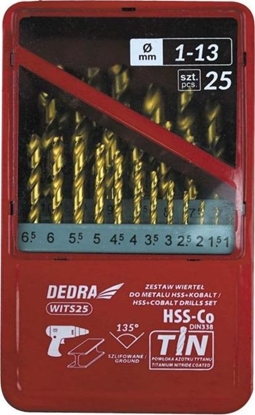 Ø mm 1-13
szt. pcs. 25
6,5 6 5,5 5 4,5 4 3,5 3 2,5 2 1,5 1
DEDRA
WITS25
ZESTAW WIERTEŁ
DO METALU HSS+KOBALT /
HSS+COBALT DRILLS SET
HSS-Co
DIN338
135°
SZLIFOWANE/
GROUND
TiN
POWŁOKA AZOTKU TYTANU
TITANIUM NITRIDE COATED